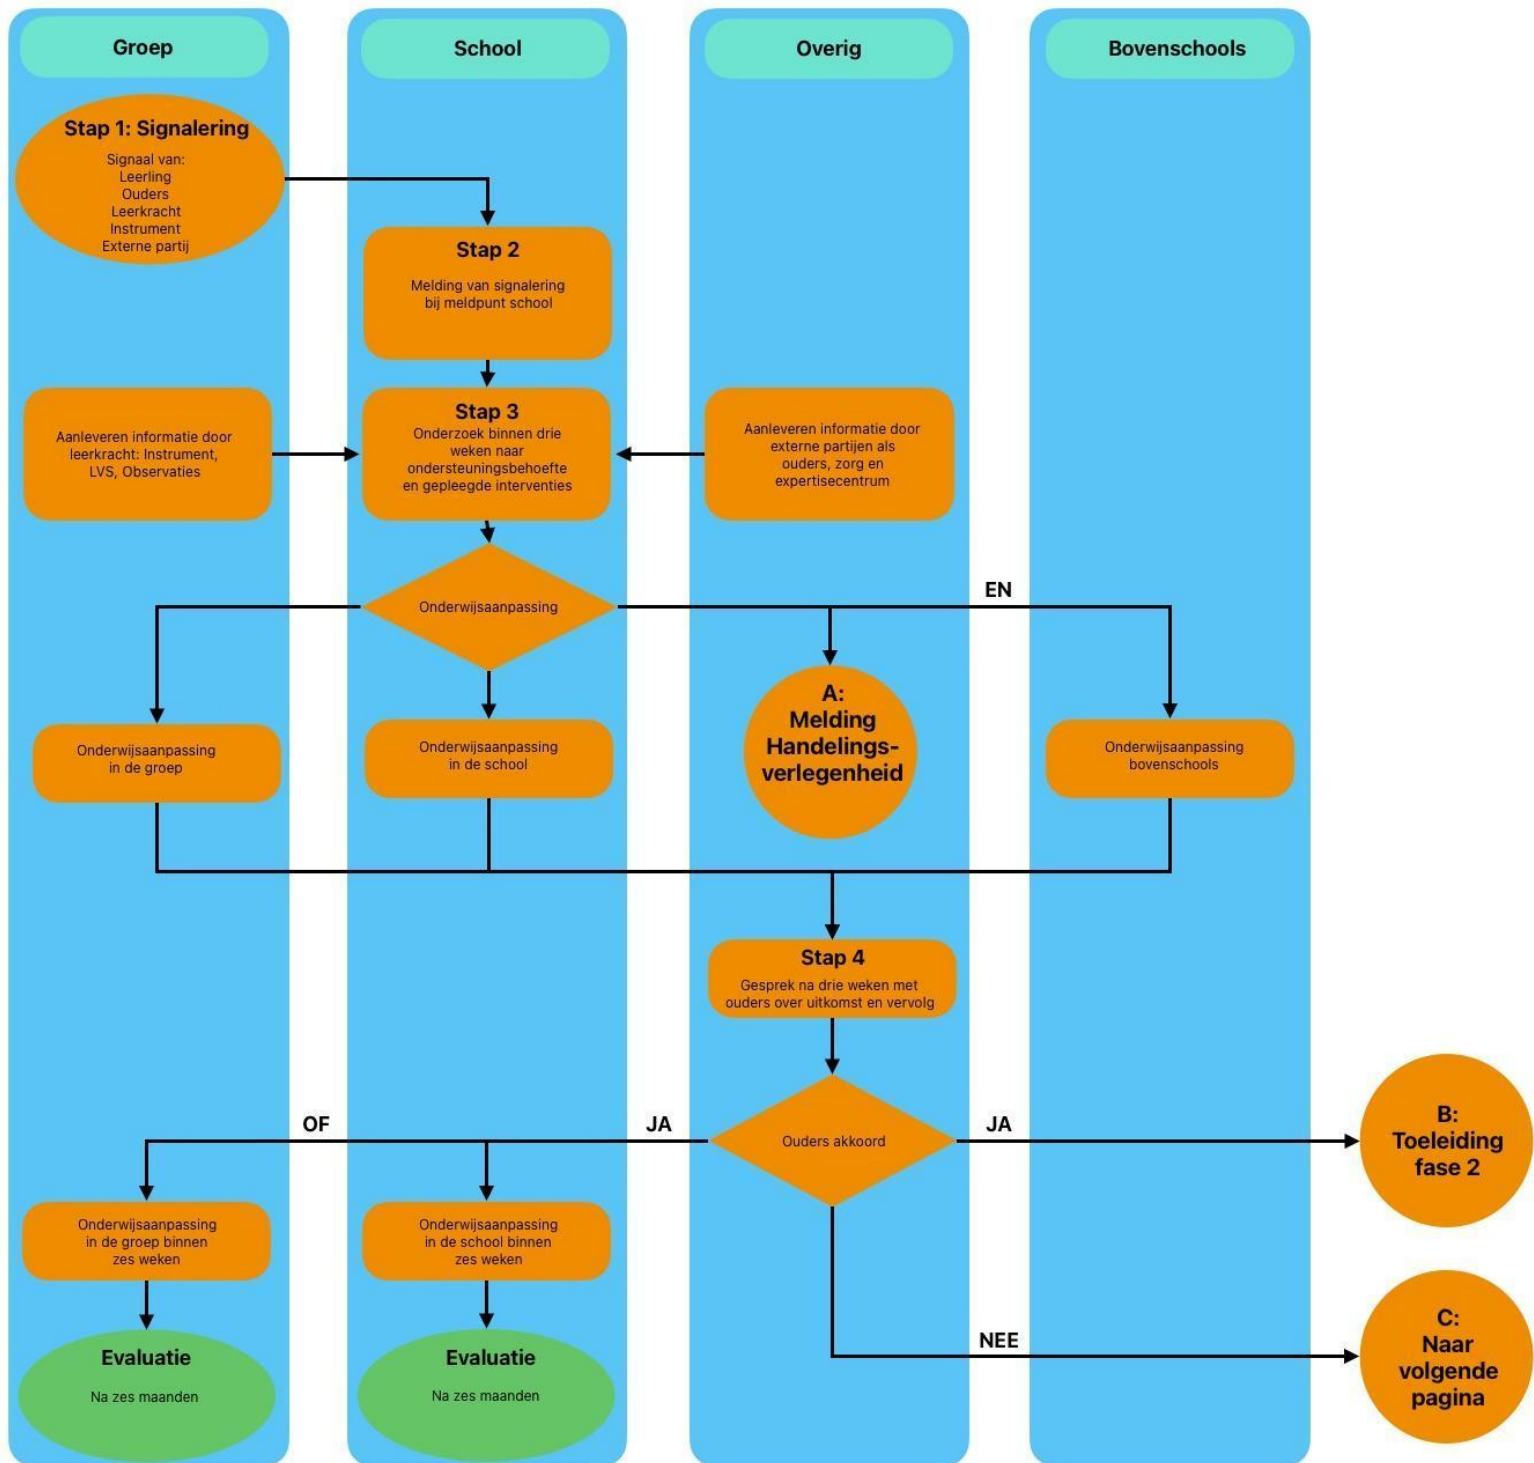 Groep
School
Overig
Bovenschools
Stap 1: Signalering
Signaal van:
Leerling
Ouders
Leerkracht
Instrument
Externe partij
Stap 2
Melding van signalering
bij meldpunt school
Aanleveren informatie door
leerkracht: Instrument,
LVS, Observaties
Stap 3
Onderzoek binnen drie
weken naar
ondersteuningsbehoefte
en gepleegde interventies
Aanleveren informatie door
externe partijen als
ouders, zorg en
expertisecentrum
Onderwijsaanpassing
EN
Onderwijsaanpassing
in de groep
Onderwijsaanpassing
in de school
A:
Melding
Handelings-
verlegenheid
Onderwijsaanpassing
bovenschools
Stap 4
Gesprek na drie weken met
ouders over uitkomst en vervolg
OF
JA
Ouders akkoord
JA
B:
Toeleiding
fase 2
Onderwijsaanpassing
in de groep binnen
zes weken
Onderwijsaanpassing
in de school binnen
zes weken
NEE
C:
Naar
volgende
pagina
Evaluatie
Na zes maanden
Evaluatie
Na zes maanden